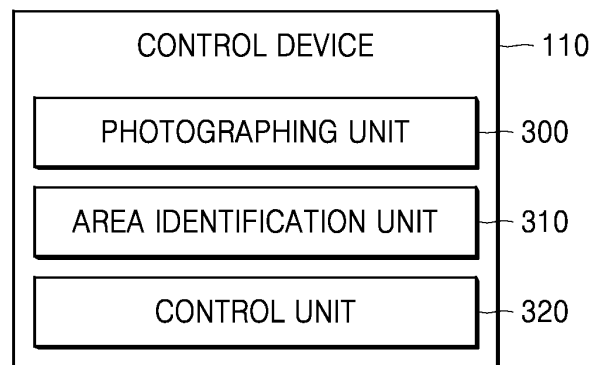 CONTROL DEVICE 110
PHOTOGRAPHING UNIT 300
AREA IDENTIFICATION UNIT 310
CONTROL UNIT 320